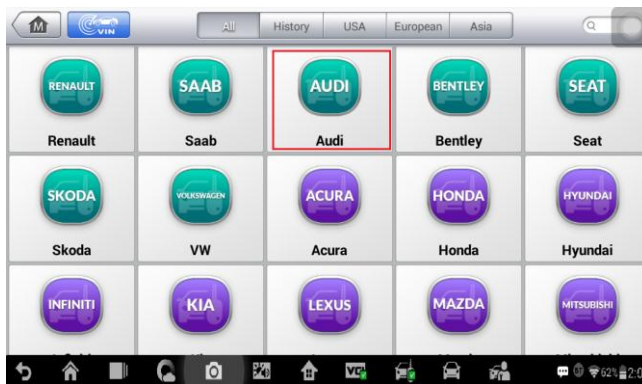 M VIN All History USA European Asia
RENAULT SAAB AUDI BENTLEY SEAT
Renault Saab Audi Bentley Seat
SKODA VOLKSWAGEN ACURA HONDA HYUNDAI
Skoda VW Acura Honda Hyundai
INFINITI KIA LEXUS MAZDA MITSUBISHI
VCI 62%